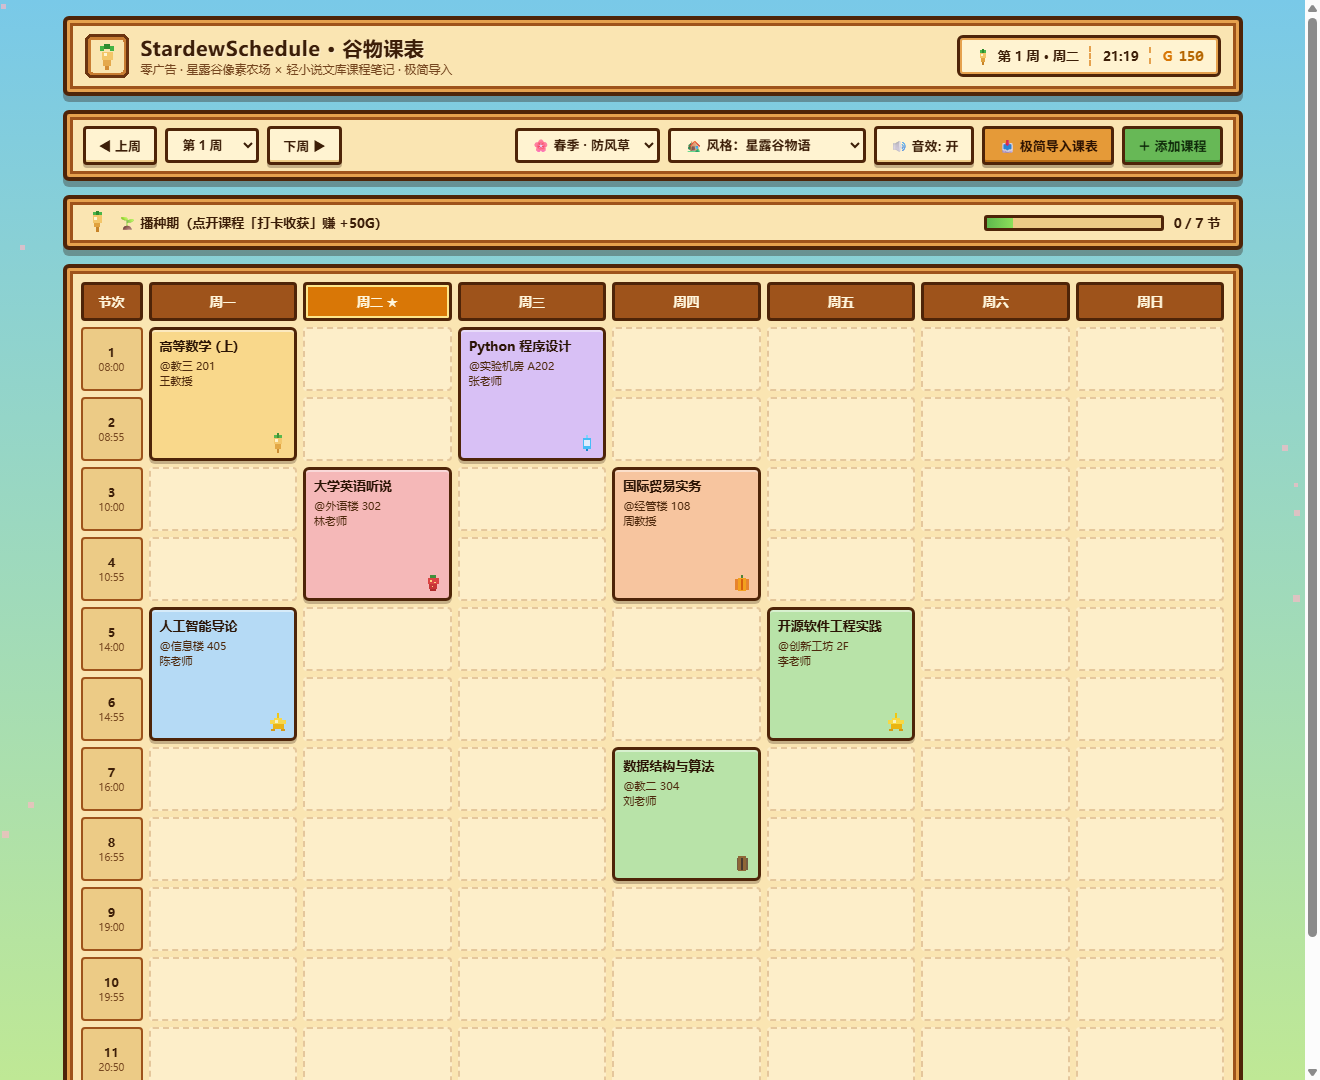 StardewSchedule • 谷物课表
零广告 · 星露谷像素农场 × 轻小说文库课程笔记 · 极简导入
第 1 周 • 周二
21:19
G 150
◀ 上周
第 1 周
下周 ▶
🌸 春季 · 防风草
🏡 风格：星露谷物语
🔊 音效: 开
📥 极简导入课表
＋ 添加课程
🌱 播种期（点开课程「打卡收获」赚 +50G）
0 / 7 节
节次
周一
周二 ★
周三
周四
周五
周六
周日
1
08:00
高等数学 (上)
@教三 201
王教授
Python 程序设计
@实验机房 A202
张老师
2
08:55
3
10:00
大学英语听说
@外语楼 302
林老师
国际贸易实务
@经管楼 108
周教授
4
10:55
5
14:00
人工智能导论
@信息楼 405
陈老师
开源软件工程实践
@创新工坊 2F
李老师
6
14:55
7
16:00
数据结构与算法
@教二 304
刘老师
8
16:55
9
19:00
10
19:55
11
20:50